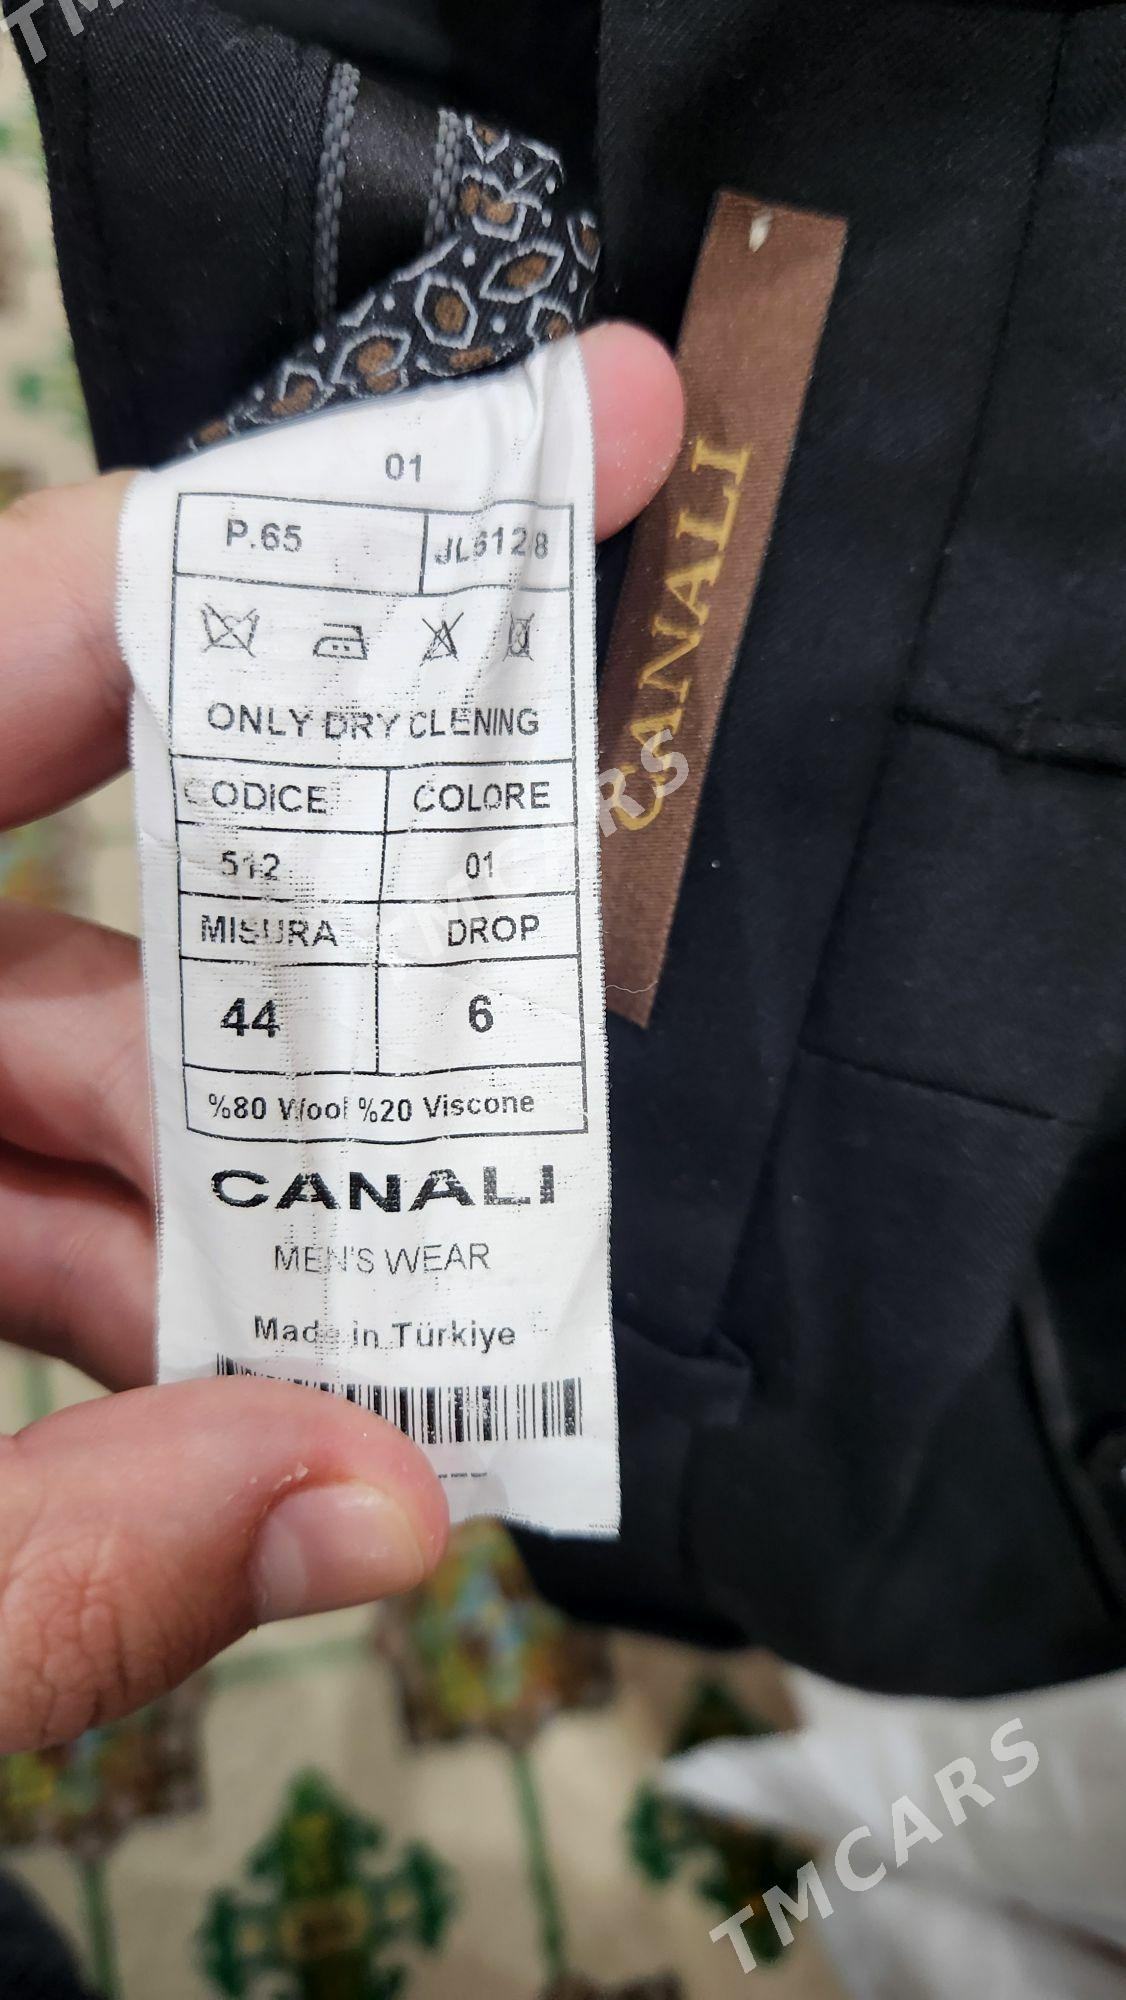 01
P.65 JL6128
ONLY DRY CLENING
CODICE COLORE
512 01
MISURA DROP
44 6
%80 Wool %20 Viscone
CANALI
MEN'S WEAR
Made in Türkiye
CANALI
TMCARS
TMCARS